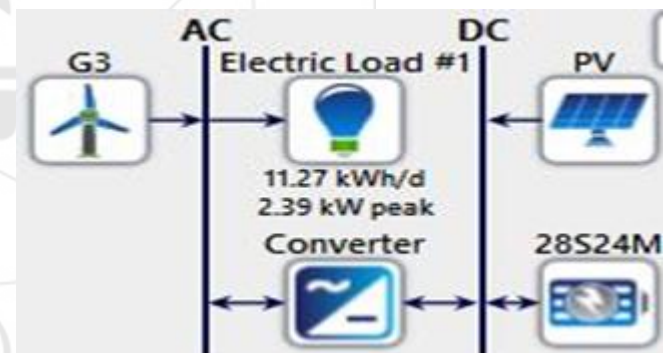 AC DC
G3 Electric Load #1 PV
11.27 kWh/d
2.39 kW peak
Converter 28S24M